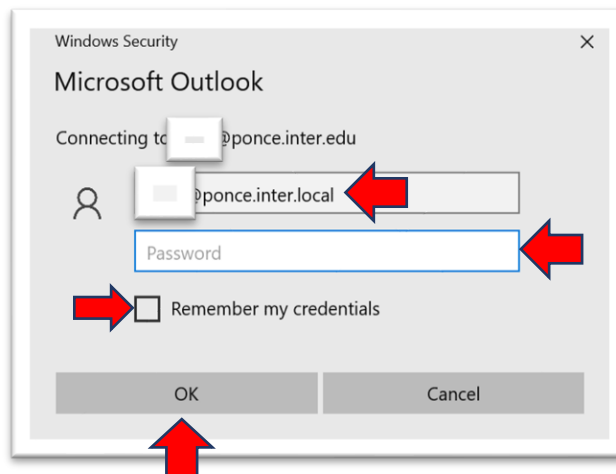 Windows Security
Microsoft Outlook
Connecting to @ponce.inter.edu
@ponce.inter.local
Password
Remember my credentials
OK
Cancel